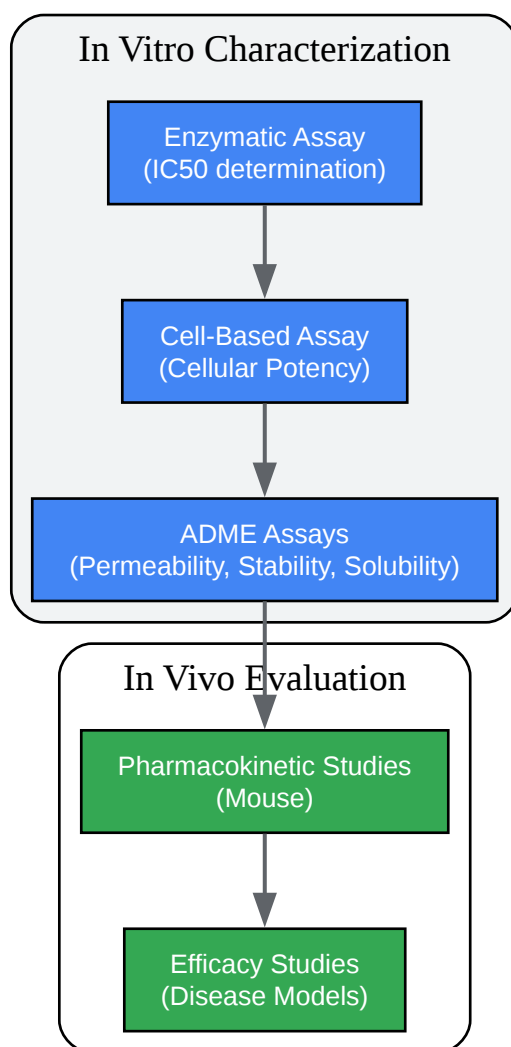 In Vitro Characterization
Enzymatic Assay
(IC50 determination)
Cell-Based Assay
(Cellular Potency)
ADME Assays
(Permeability, Stability, Solubility)
In Vivo Evaluation
Pharmacokinetic Studies
(Mouse)
Efficacy Studies
(Disease Models)